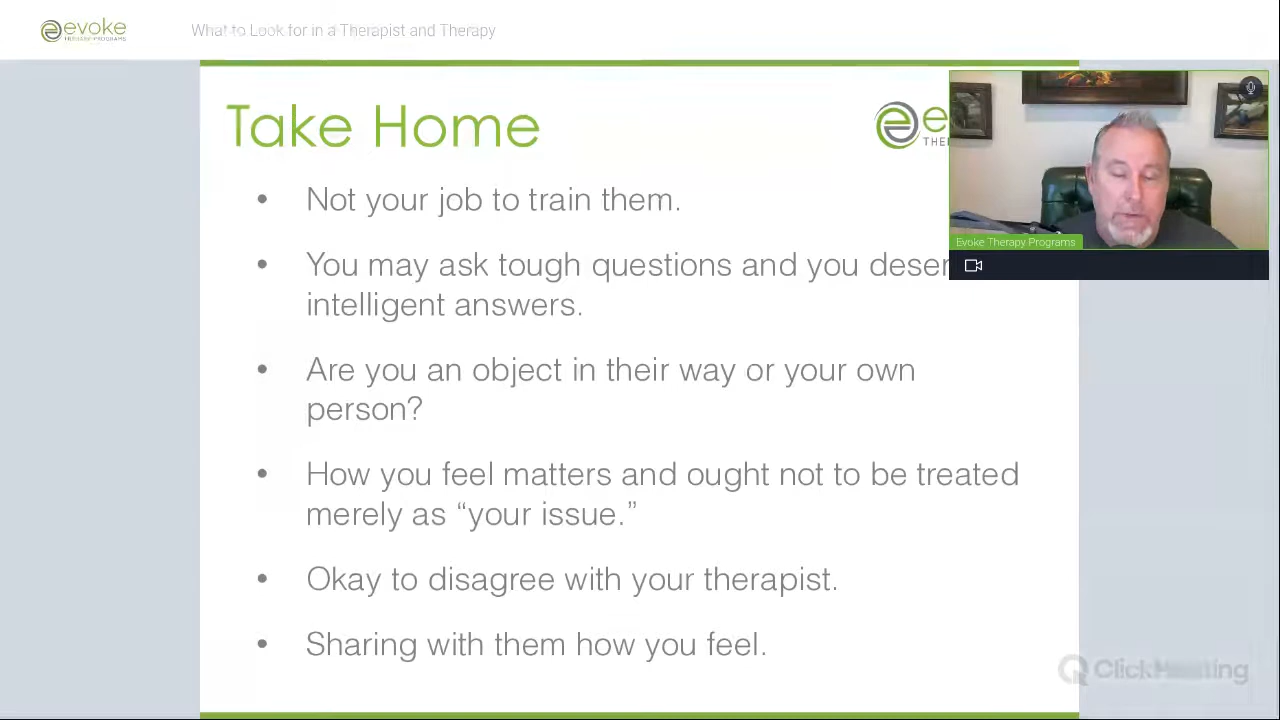 evoke
THERAPY PROGRAMS
What to Look for in a Therapist and Therapy
Take Home
• Not your job to train them.
• You may ask tough questions and you deser
intelligent answers.
• Are you an object in their way or your own
person?
• How you feel matters and ought not to be treated
merely as “your issue.”
• Okay to disagree with your therapist.
• Sharing with them how you feel.
e
THE
Evoke Therapy Programs